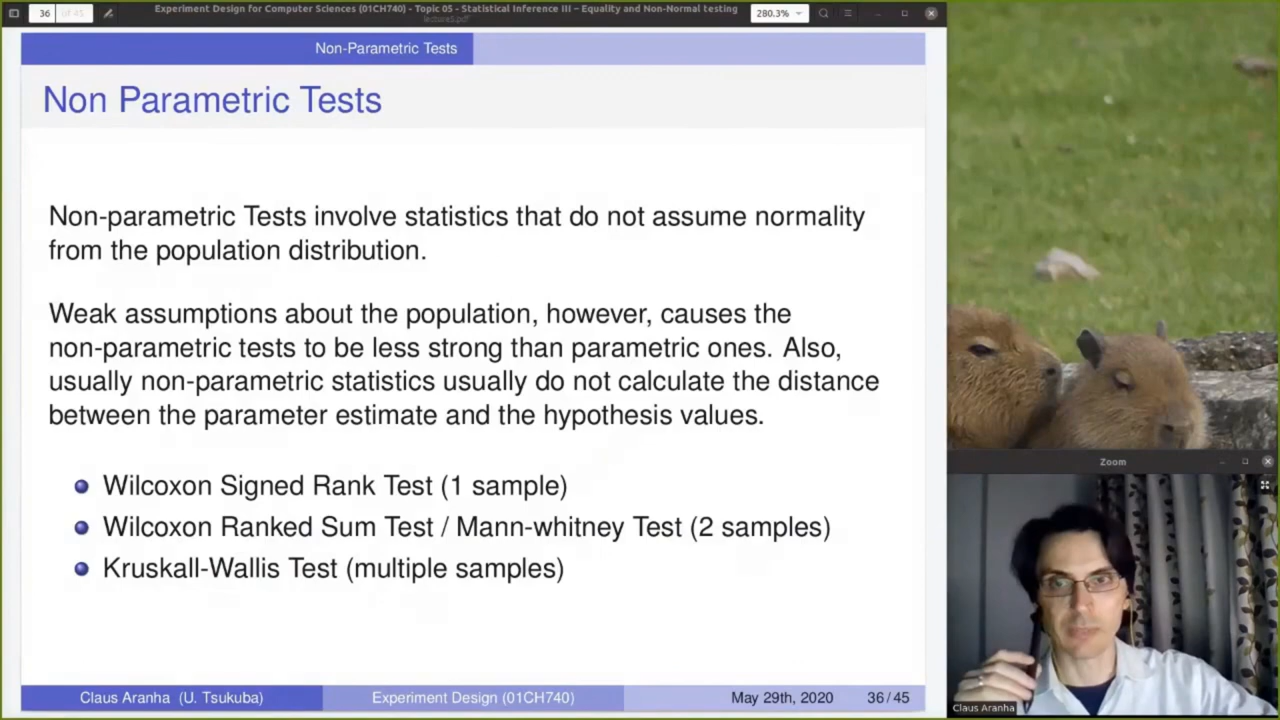 36 of 45
Experiment Design for Computer Sciences (01CH740) - Topic 05 - Statistical Inference III – Equality and Non-Normal testing
lecture5.pdf
280.3%
Non-Parametric Tests
Non Parametric Tests
Non-parametric Tests involve statistics that do not assume normality
from the population distribution.
Weak assumptions about the population, however, causes the
non-parametric tests to be less strong than parametric ones. Also,
usually non-parametric statistics usually do not calculate the distance
between the parameter estimate and the hypothesis values.
Wilcoxon Signed Rank Test (1 sample)
Wilcoxon Ranked Sum Test / Mann-whitney Test (2 samples)
Kruskall-Wallis Test (multiple samples)
Claus Aranha (U. Tsukuba)
Experiment Design (01CH740)
May 29th, 2020
36 / 45
Zoom
Claus Aranha